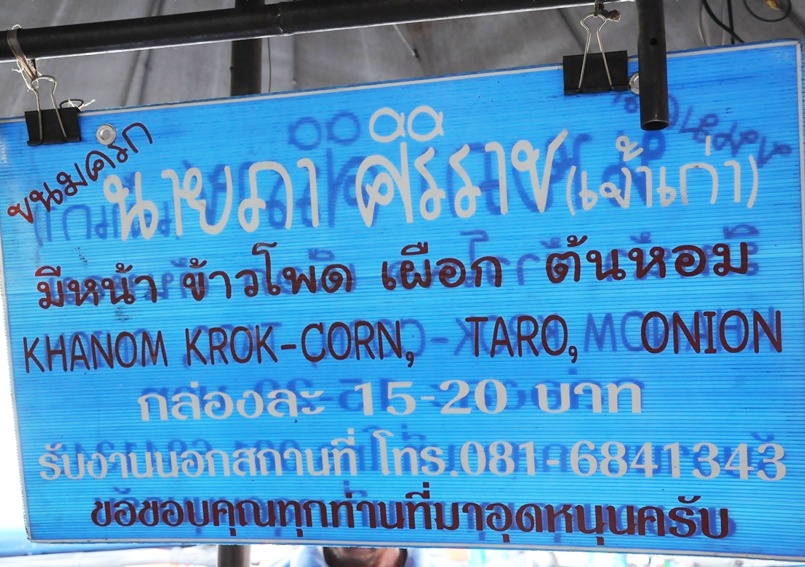 ขนมครก
นายภา ศิริราช (เจ้าเก่า)
มีหน้า ข้าวโพด เผือก ต้นหอม
KHANOM KROK-CORN, TARO, ONION
กล่องละ 15-20 บาท
รับงานนอกสถานที่ โทร.081-6841343
ขอขอบคุณทุกท่านที่มาอุดหนุนครับ